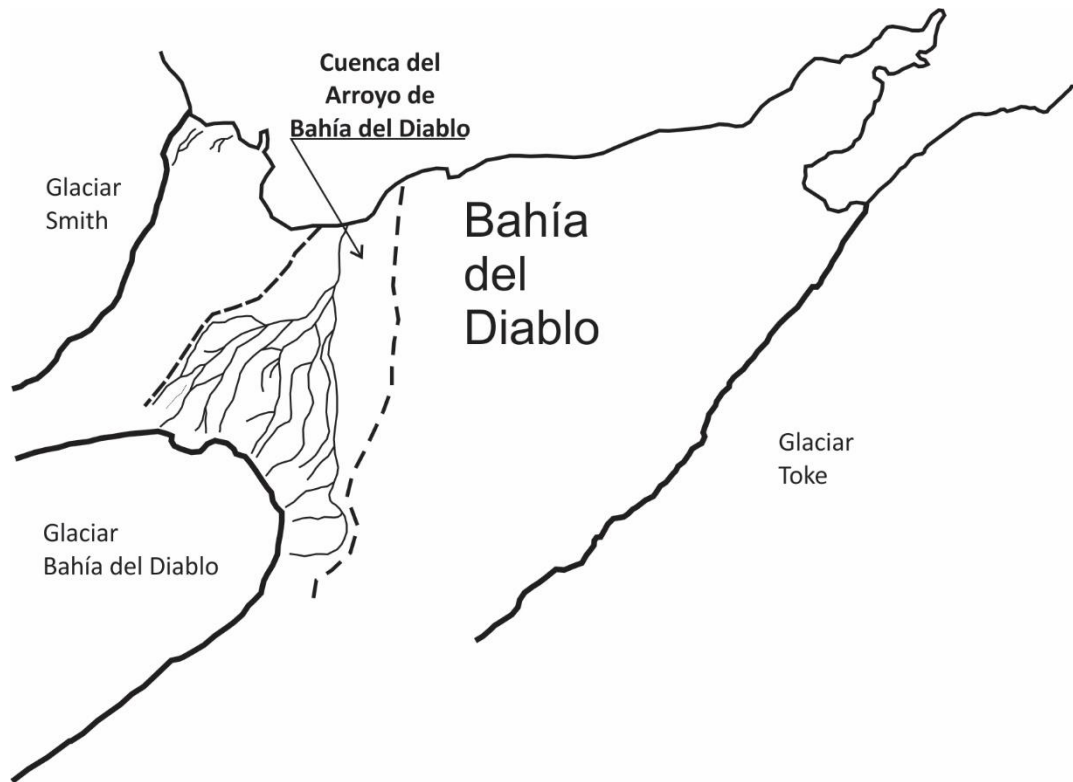 Cuenca del
Arroyo de
Bahía del Diablo
Glaciar
Smith
Bahía
del
Diablo
Glaciar
Toke
Glaciar
Bahía del Diablo